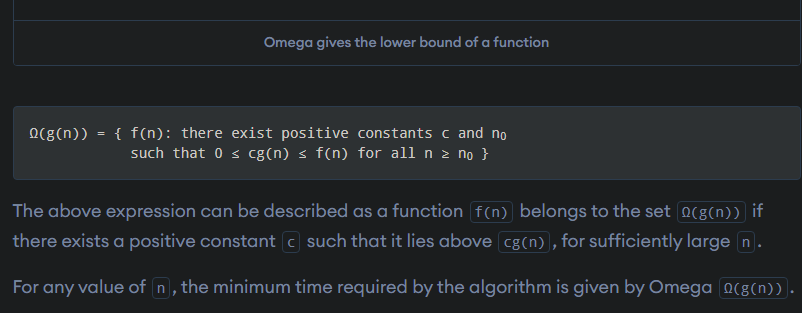 Omega gives the lower bound of a function
Ω(g(n)) = { f(n): there exist positive constants c and n₀
such that 0 ≤ cg(n) ≤ f(n) for all n ≥ n₀ }
The above expression can be described as a function f(n) belongs to the set Ω(g(n)) if
there exists a positive constant c such that it lies above cg(n), for sufficiently large n.
For any value of n, the minimum time required by the algorithm is given by Omega Ω(g(n)).